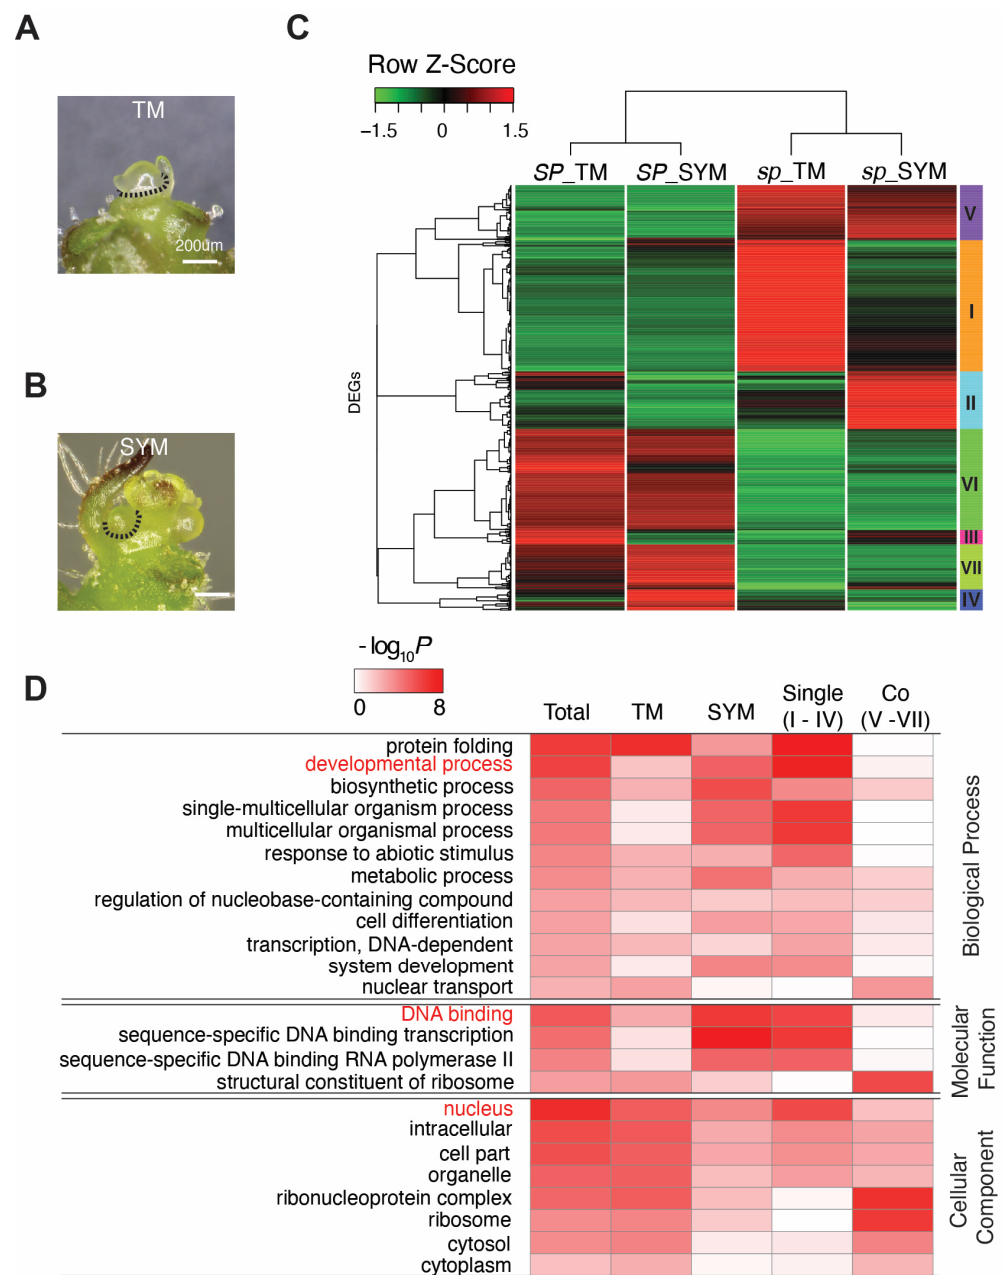 A
TM
200um
B
SYM
C
Row Z-Score
−1.5 0 1.5
SP_TM SP_SYM sp_TM sp_SYM
DEGs
V
I
II
VI
III
VII
IV
D
- log10P
0 8
Total TM SYM Single (I - IV) Co (V -VII)
protein folding
developmental process
biosynthetic process
single-multicellular organism process
multicellular organismal process
response to abiotic stimulus
metabolic process
regulation of nucleobase-containing compound
cell differentiation
transcription, DNA-dependent
system development
nuclear transport
Biological Process
DNA binding
sequence-specific DNA binding transcription
sequence-specific DNA binding RNA polymerase II
structural constituent of ribosome
Molecular
Function
nucleus
intracellular
cell part
organelle
ribonucleoprotein complex
ribosome
cytosol
cytoplasm
Cellular
Component